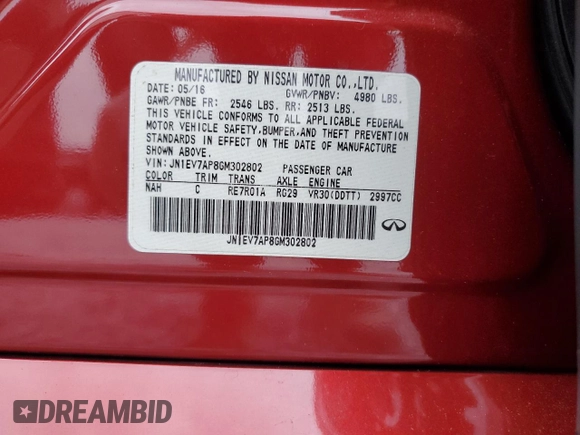 MANUFACTURED BY NISSAN MOTOR CO.,LTD.
DATE: 05/16 GVWR/PNBV: 4980 LBS.
GAWR/PNBE FR: 2546 LBS. RR: 2513 LBS.
THIS VEHICLE CONFORMS TO ALL APPLICABLE FEDERAL
MOTOR VEHICLE SAFETY,BUMPER,AND THEFT PREVENTION
STANDARDS IN EFFECT ON THE DATE OF MANUFACTURE
SHOWN ABOVE.
VIN: JN1EV7AP8GM302802 PASSENGER CAR
COLOR TRIM TRANS AXLE ENGINE
NAH C RE7R01A RG29 VR30(DDTT) 2997CC
JN1EV7AP8GM302802
DREAMBID